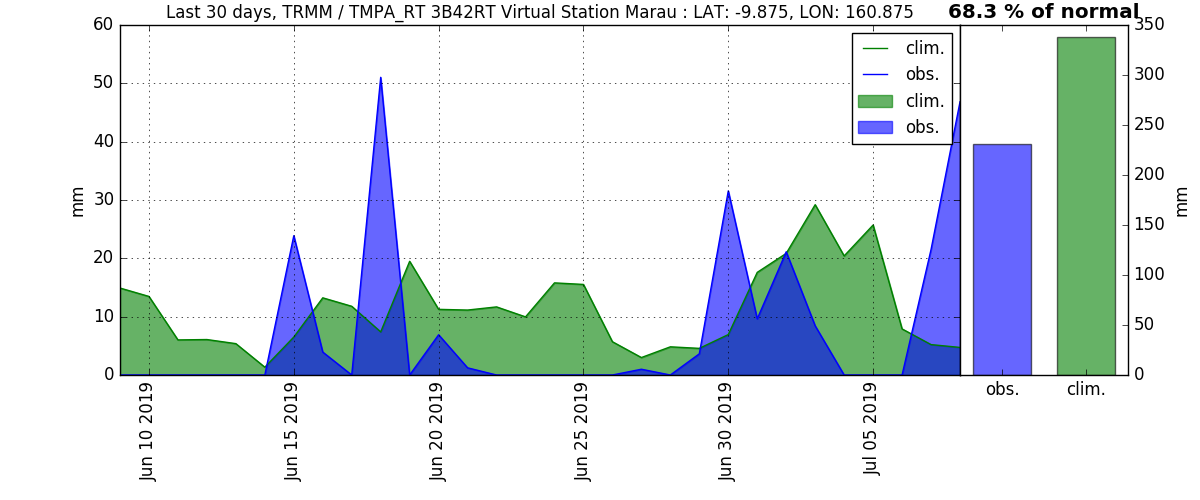 Last 30 days, TRMM / TMPA_RT 3B42RT Virtual Station Marau : LAT: -9.875, LON: 160.875
68.3 % of normal
60
50
40
30
20
10
0
mm
clim.
obs.
clim.
obs.
350
300
250
200
150
100
50
0
mm
Jun 10 2019
Jun 15 2019
Jun 20 2019
Jun 25 2019
Jun 30 2019
Jul 05 2019
obs.
clim.